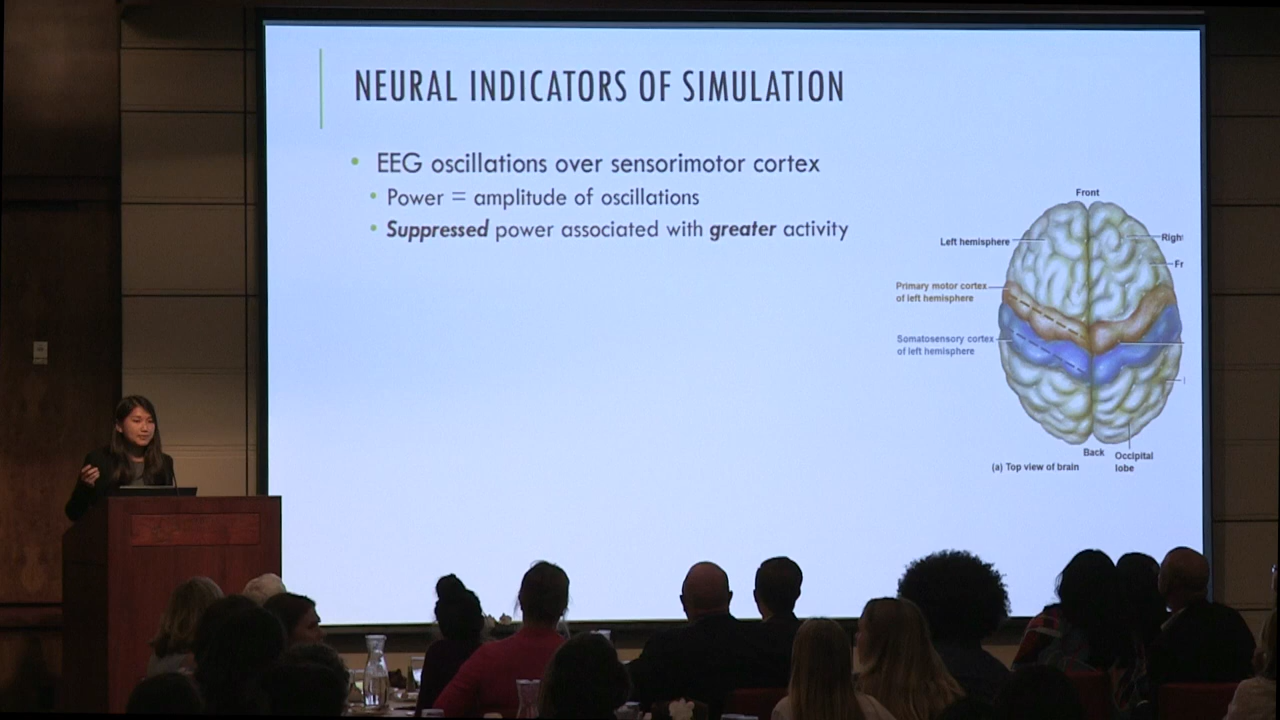 NEURAL INDICATORS OF SIMULATION
• EEG oscillations over sensorimotor cortex
• Power = amplitude of oscillations
• Suppressed power associated with greater activity
Front
Left hemisphere
Righ
Fr
Primary motor cortex
of left hemisphere
Somatosensory cortex
of left hemisphere
Back
Occipital
lobe
(a) Top view of brain